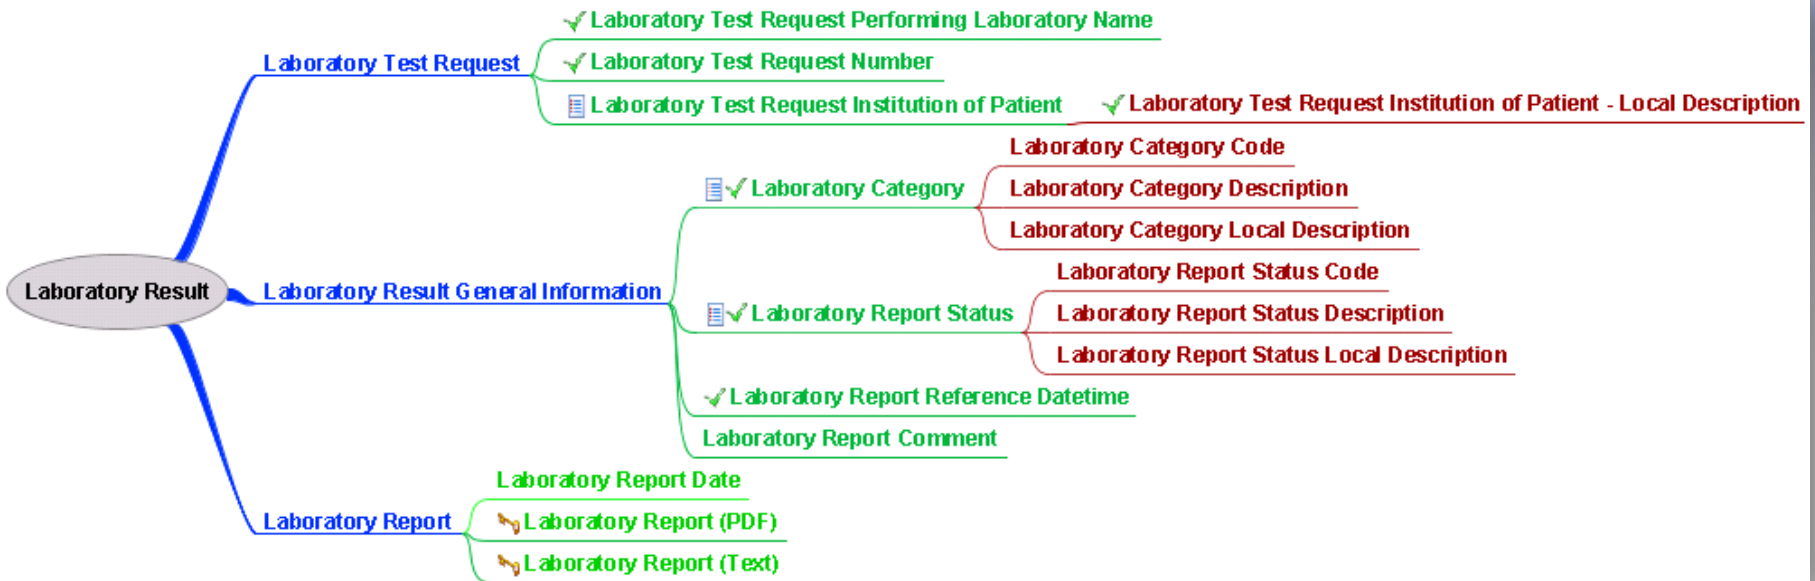 Laboratory Test Request Performing Laboratory Name
Laboratory Test Request
Laboratory Test Request Number
Laboratory Test Request Institution of Patient
Laboratory Test Request Institution of Patient - Local Description
Laboratory Category Code
Laboratory Category
Laboratory Category Description
Laboratory Category Local Description
Laboratory Result
Laboratory Result General Information
Laboratory Report Status Code
Laboratory Report Status
Laboratory Report Status Description
Laboratory Report Status Local Description
Laboratory Report Reference Datetime
Laboratory Report Comment
Laboratory Report Date
Laboratory Report
Laboratory Report (PDF)
Laboratory Report (Text)